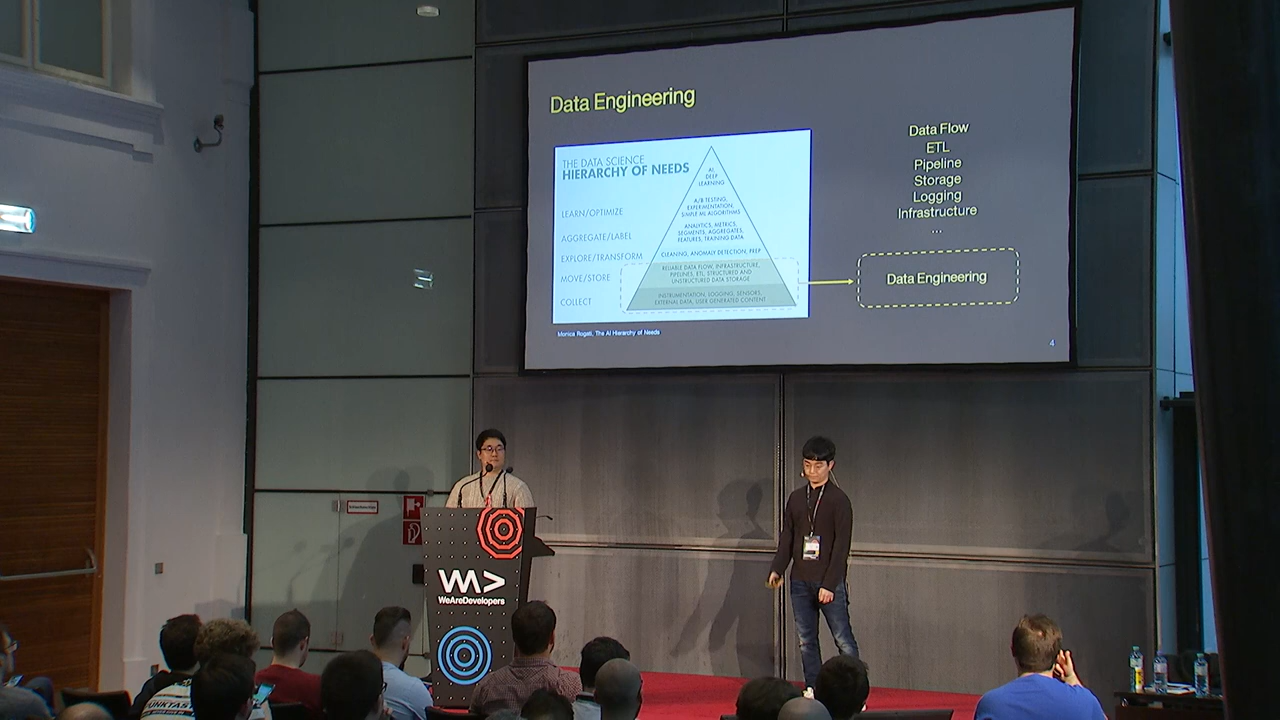 Data Engineering
THE DATA SCIENCE
HIERARCHY OF NEEDS
LEARN/OPTIMIZE
AGGREGATE/LABEL
EXPLORE/TRANSFORM
MOVE/STORE
COLLECT
AI,
DEEP
LEARNING
A/B TESTING,
EXPERIMENTATION,
SIMPLE ML ALGORITHMS
ANALYTICS, METRICS,
SEGMENTS, AGGREGATES,
FEATURES, TRAINING DATA
CLEANING, ANOMALY DETECTION, PREP
RELIABLE DATA FLOW, INFRASTRUCTURE,
PIPELINES, ETL, STRUCTURED AND
UNSTRUCTURED DATA STORAGE
INSTRUMENTATION, LOGGING, SENSORS,
EXTERNAL DATA, USER GENERATED CONTENT
Monica Rogati, The AI Hierarchy of Needs
Data Flow
ETL
Pipeline
Storage
Logging
Infrastructure
...
Data Engineering
4
WeAreDevelopers